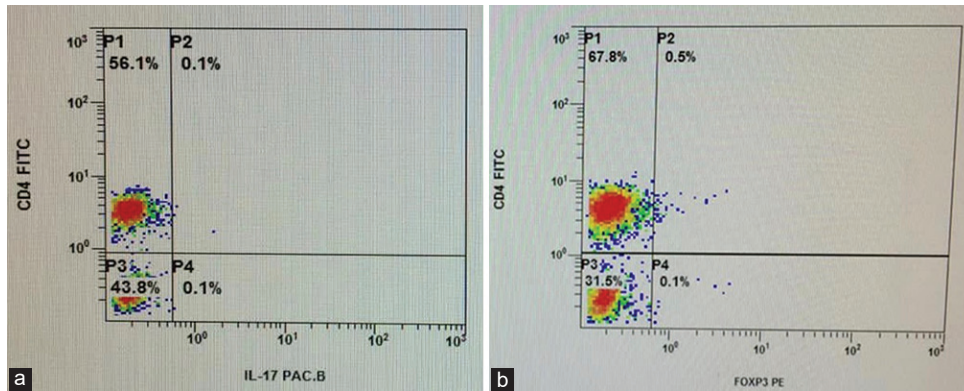 10³
P1 P2
56.1% 0.1%
10²
CD4 FITC
10¹
10⁰
P3 P4
43.8% 0.1%
10⁰ 10¹ 10² 10³
IL-17 PAC.B
a
10³
P1 P2
67.8% 0.5%
10²
CD4 FITC
10¹
10⁰
P3 P4
31.5% 0.1%
10⁰ 10¹ 10² 10³
FOXP3 PE
b